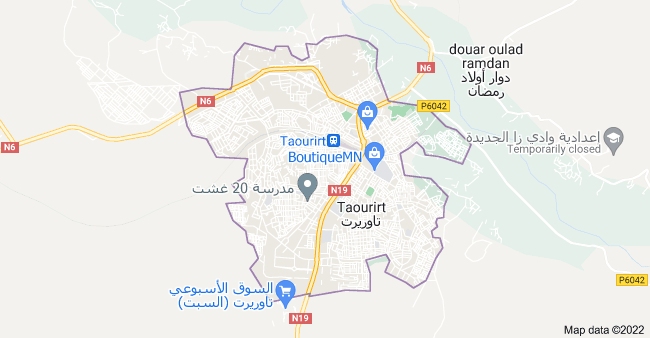 douar oulad
ramdan
دوار أولاد
رمضان
N6
N6
N6
P6042
إعدادية وادي زا الجديدة
Temporarily closed
Taourirt
BoutiqueMN
مدرسة 20 غشت
N19
Taourirt
تاوريرت
P6042
السوق الأسبوعي
تاوريرت (السبت)
N19
Map data ©2022